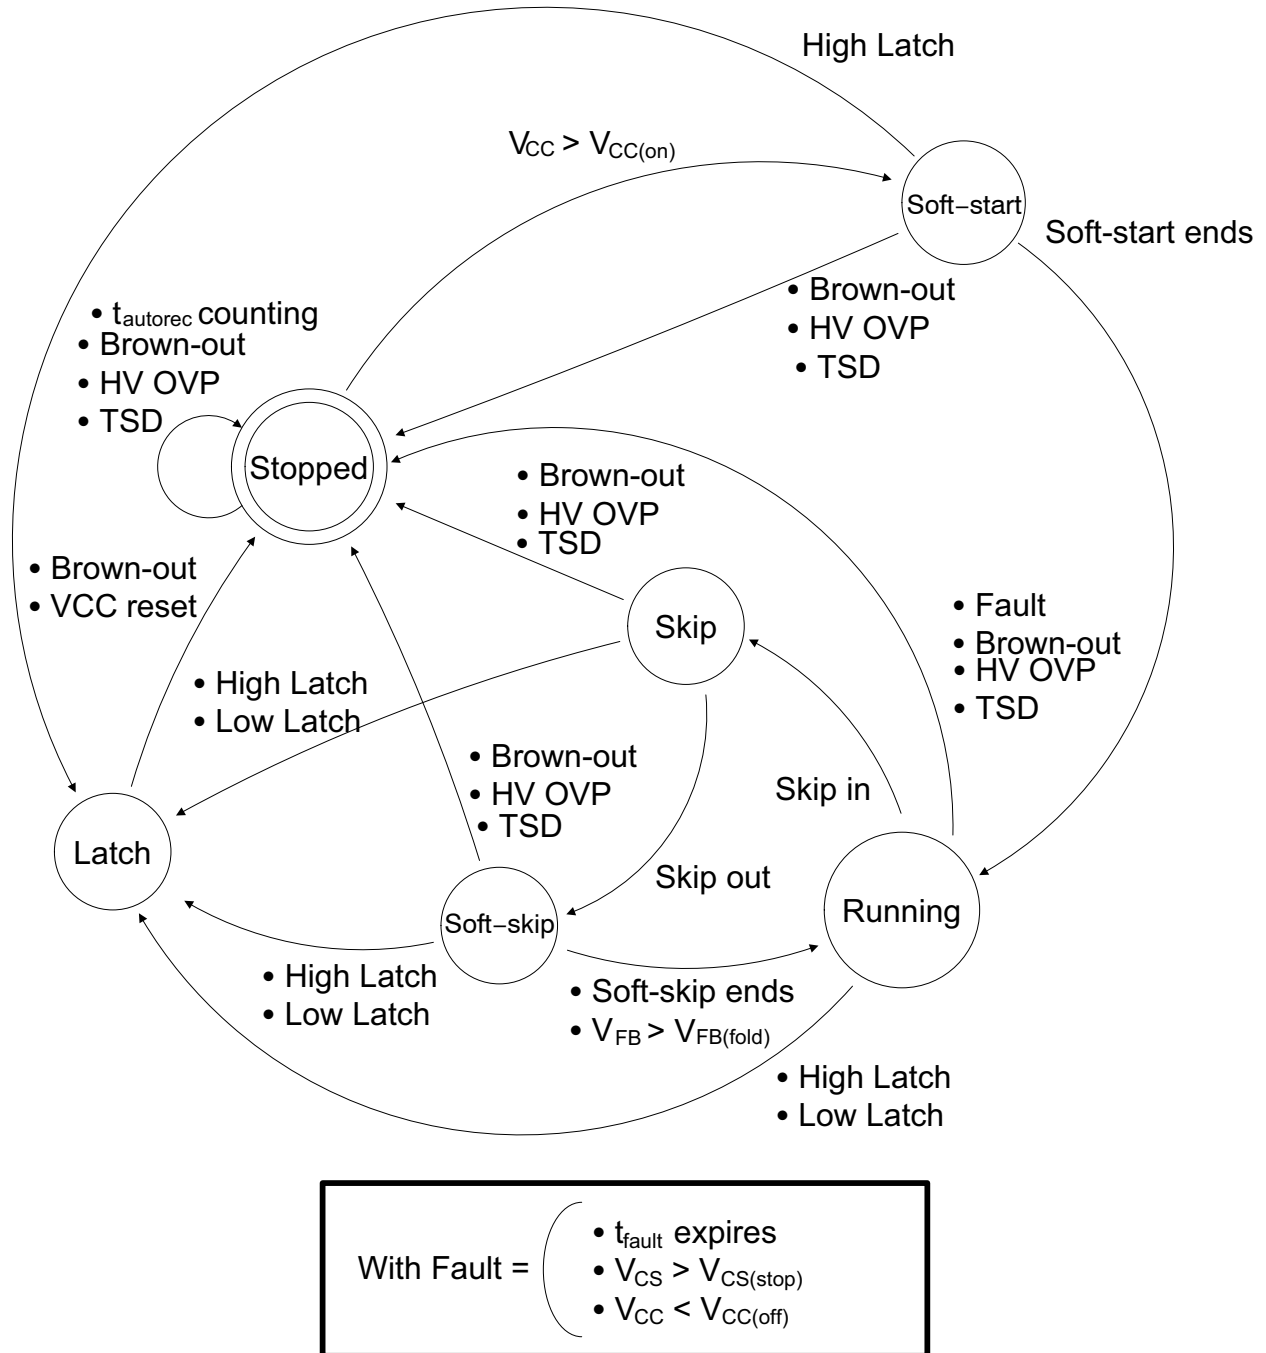 High Latch
VCC > VCC(on)
Soft−start
Soft-start ends
• Brown-out
• HV OVP
• TSD
• tautorec counting
• Brown-out
• HV OVP
• TSD
Stopped
• Brown-out
• HV OVP
• TSD
• Brown-out
• VCC reset
Skip
• Fault
• Brown-out
• HV OVP
• TSD
• High Latch
• Low Latch
• Brown-out
• HV OVP
• TSD
Skip in
Latch
Skip out
Soft−skip
Running
• High Latch
• Low Latch
• Soft-skip ends
• VFB > VFB(fold)
• High Latch
• Low Latch
With Fault =
• tfault expires
• VCS > VCS(stop)
• VCC < VCC(off)